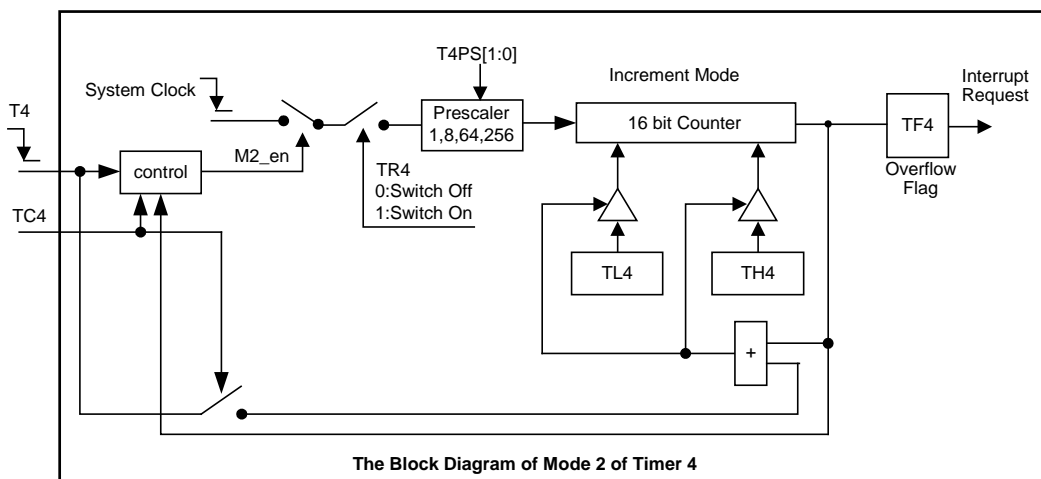 T4PS[1:0]
Increment Mode
Interrupt
Request
System Clock
T4
Prescaler
1,8,64,256
16 bit Counter
TF4
M2_en
control
TR4
0:Switch Off
1:Switch On
Overflow
Flag
TC4
TL4
TH4
+
The Block Diagram of Mode 2 of Timer 4